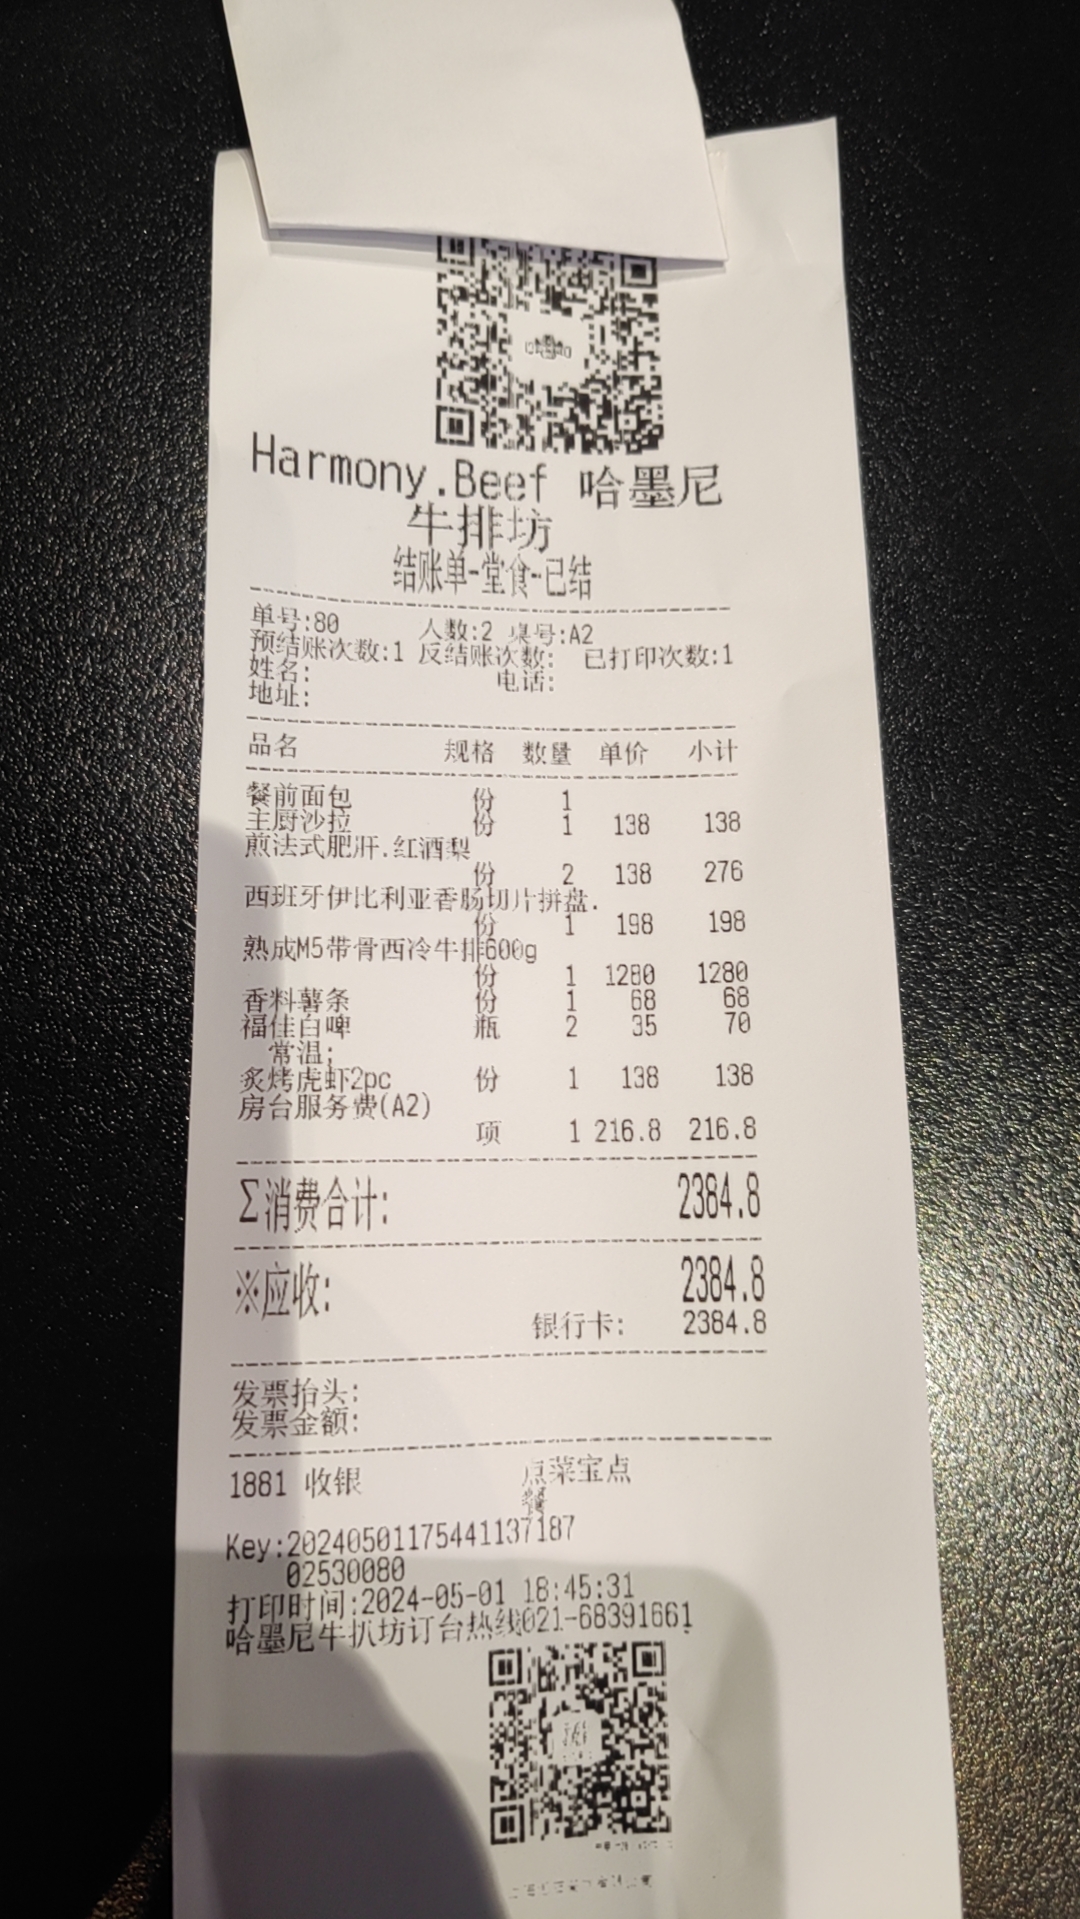 Harmony.Beef 哈墨尼
牛排坊
结账单-堂食-已结
单号:80 人数:2 桌号:A2
预结账次数:1 反结账次数: 已打印次数:1
姓名: 电话:
地址:
品名 规格 数量 单价 小计
餐前面包 份 1
主厨沙拉 份 1 138 138
煎法式肥肝.红酒梨
份 2 138 276
西班牙伊比利亚香肠切片拼盘.
份 1 198 198
熟成M5带骨西冷牛排600g
份 1 1280 1280
香料薯条 份 1 68 68
福佳白啤 瓶 2 35 70
常温;
炙烤虎虾2pc 份 1 138 138
房台服务费(A2)
项 1 216.8 216.8
Σ消费合计: 2384.8
※应收: 2384.8
银行卡: 2384.8
发票抬头:
发票金额:
1881 收银 点菜宝点
餐
Key:20240501175441137187
02530080
打印时间:2024-05-01 18:45:31
哈墨尼牛扒坊订台热线021-68391661